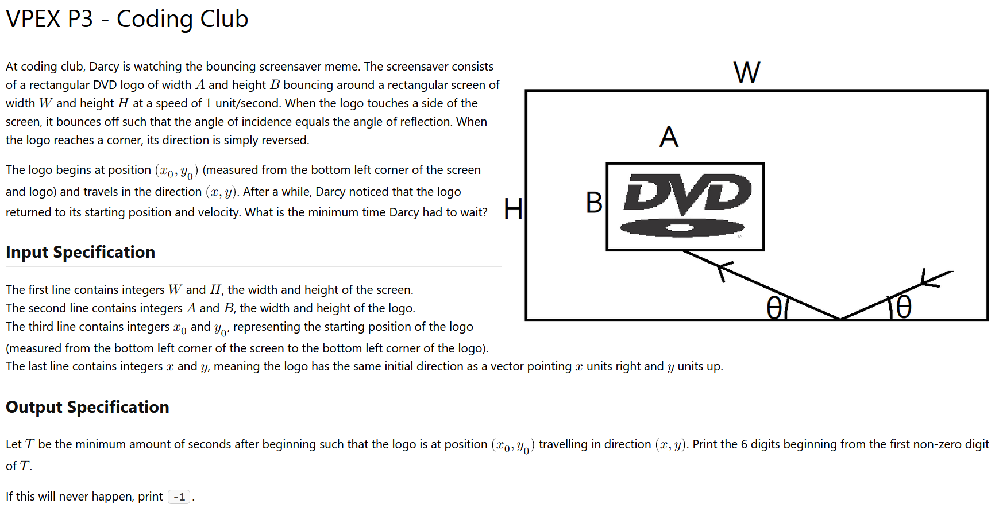 VPEX P3 - Coding Club
At coding club, Darcy is watching the bouncing screensaver meme. The screensaver consists
of a rectangular DVD logo of width A and height B bouncing around a rectangular screen of
width W and height H at a speed of 1 unit/second. When the logo touches a side of the
screen, it bounces off such that the angle of incidence equals the angle of reflection. When
the logo reaches a corner, its direction is simply reversed.
The logo begins at position (x₀, y₀) (measured from the bottom left corner of the screen
and logo) and travels in the direction (x, y). After a while, Darcy noticed that the logo
returned to its starting position and velocity. What is the minimum time Darcy had to wait?
W
A
H
B
DVD
θ
θ
Input Specification
The first line contains integers W and H, the width and height of the screen.
The second line contains integers A and B, the width and height of the logo.
The third line contains integers x₀ and y₀, representing the starting position of the logo
(measured from the bottom left corner of the screen to the bottom left corner of the logo).
The last line contains integers x and y, meaning the logo has the same initial direction as a vector pointing x units right and y units up.
Output Specification
Let T be the minimum amount of seconds after beginning such that the logo is at position (x₀, y₀) travelling in direction (x, y). Print the 6 digits beginning from the first non-zero digit
of T.
If this will never happen, print -1 .